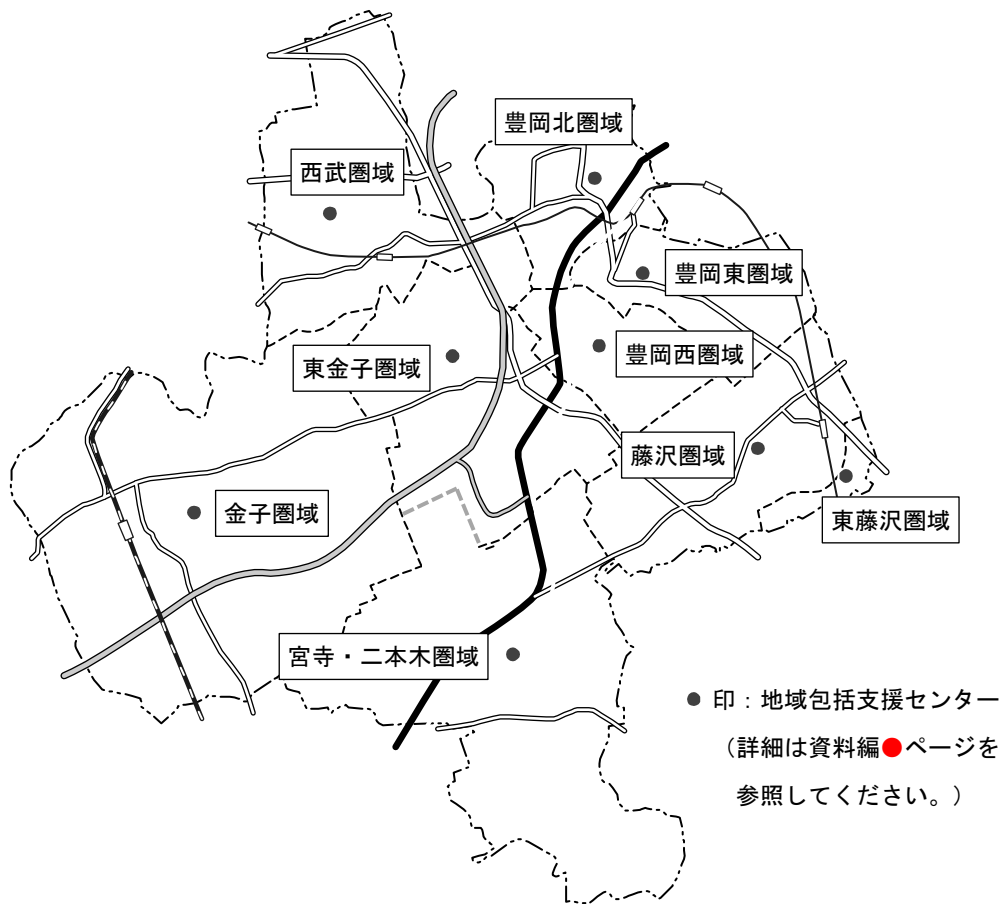 豊岡北圏域
西武圏域
豊岡東圏域
東金子圏域
豊岡西圏域
藤沢圏域
金子圏域
東藤沢圏域
宮寺・二本木圏域
● 印：地域包括支援センター
（詳細は資料編●ページを
参照してください。）